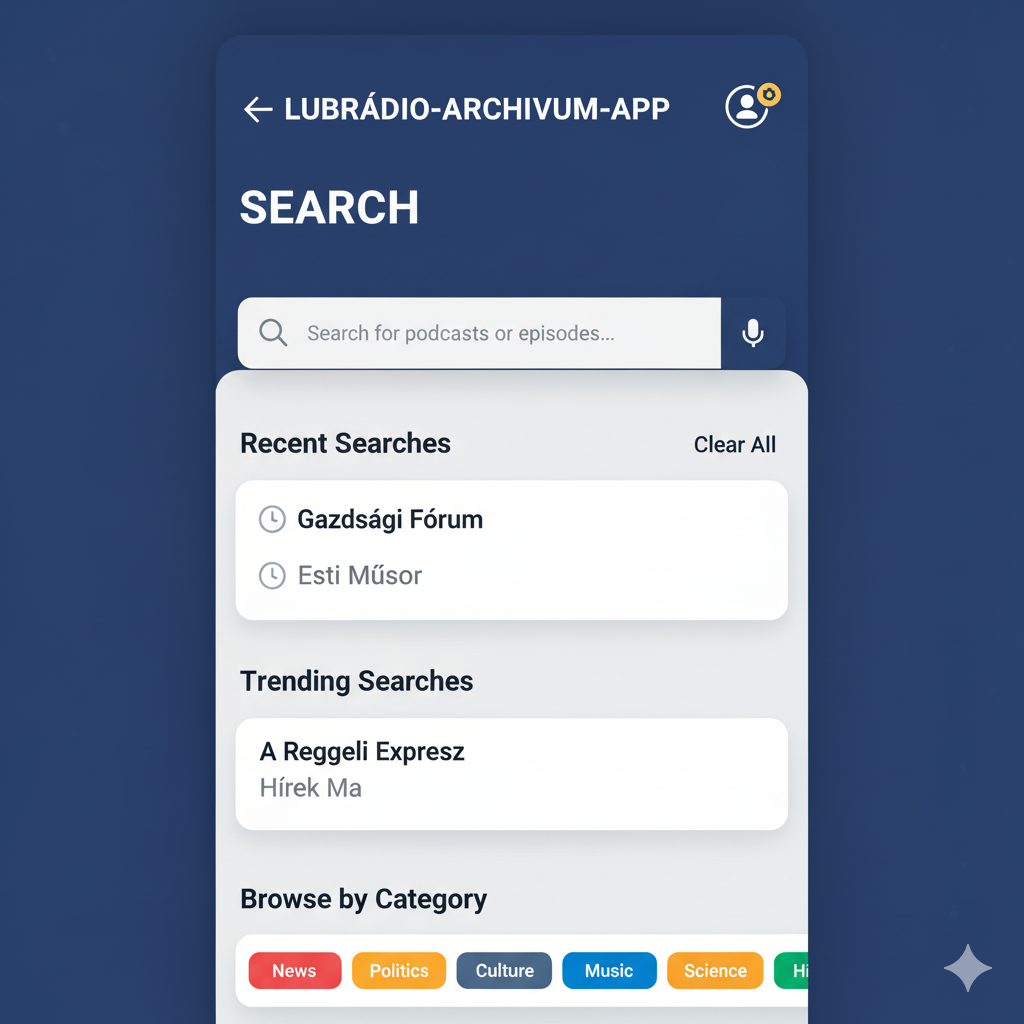 LUBRÁDIO-ARCHIVUM-APP
SEARCH
Search for podcasts or episodes...
Recent Searches
Clear All
Gazdsági Fórum
Esti Műsor
Trending Searches
A Reggeli Expresz
Hírek Ma
Browse by Category
News Politics Culture Music Science Hi